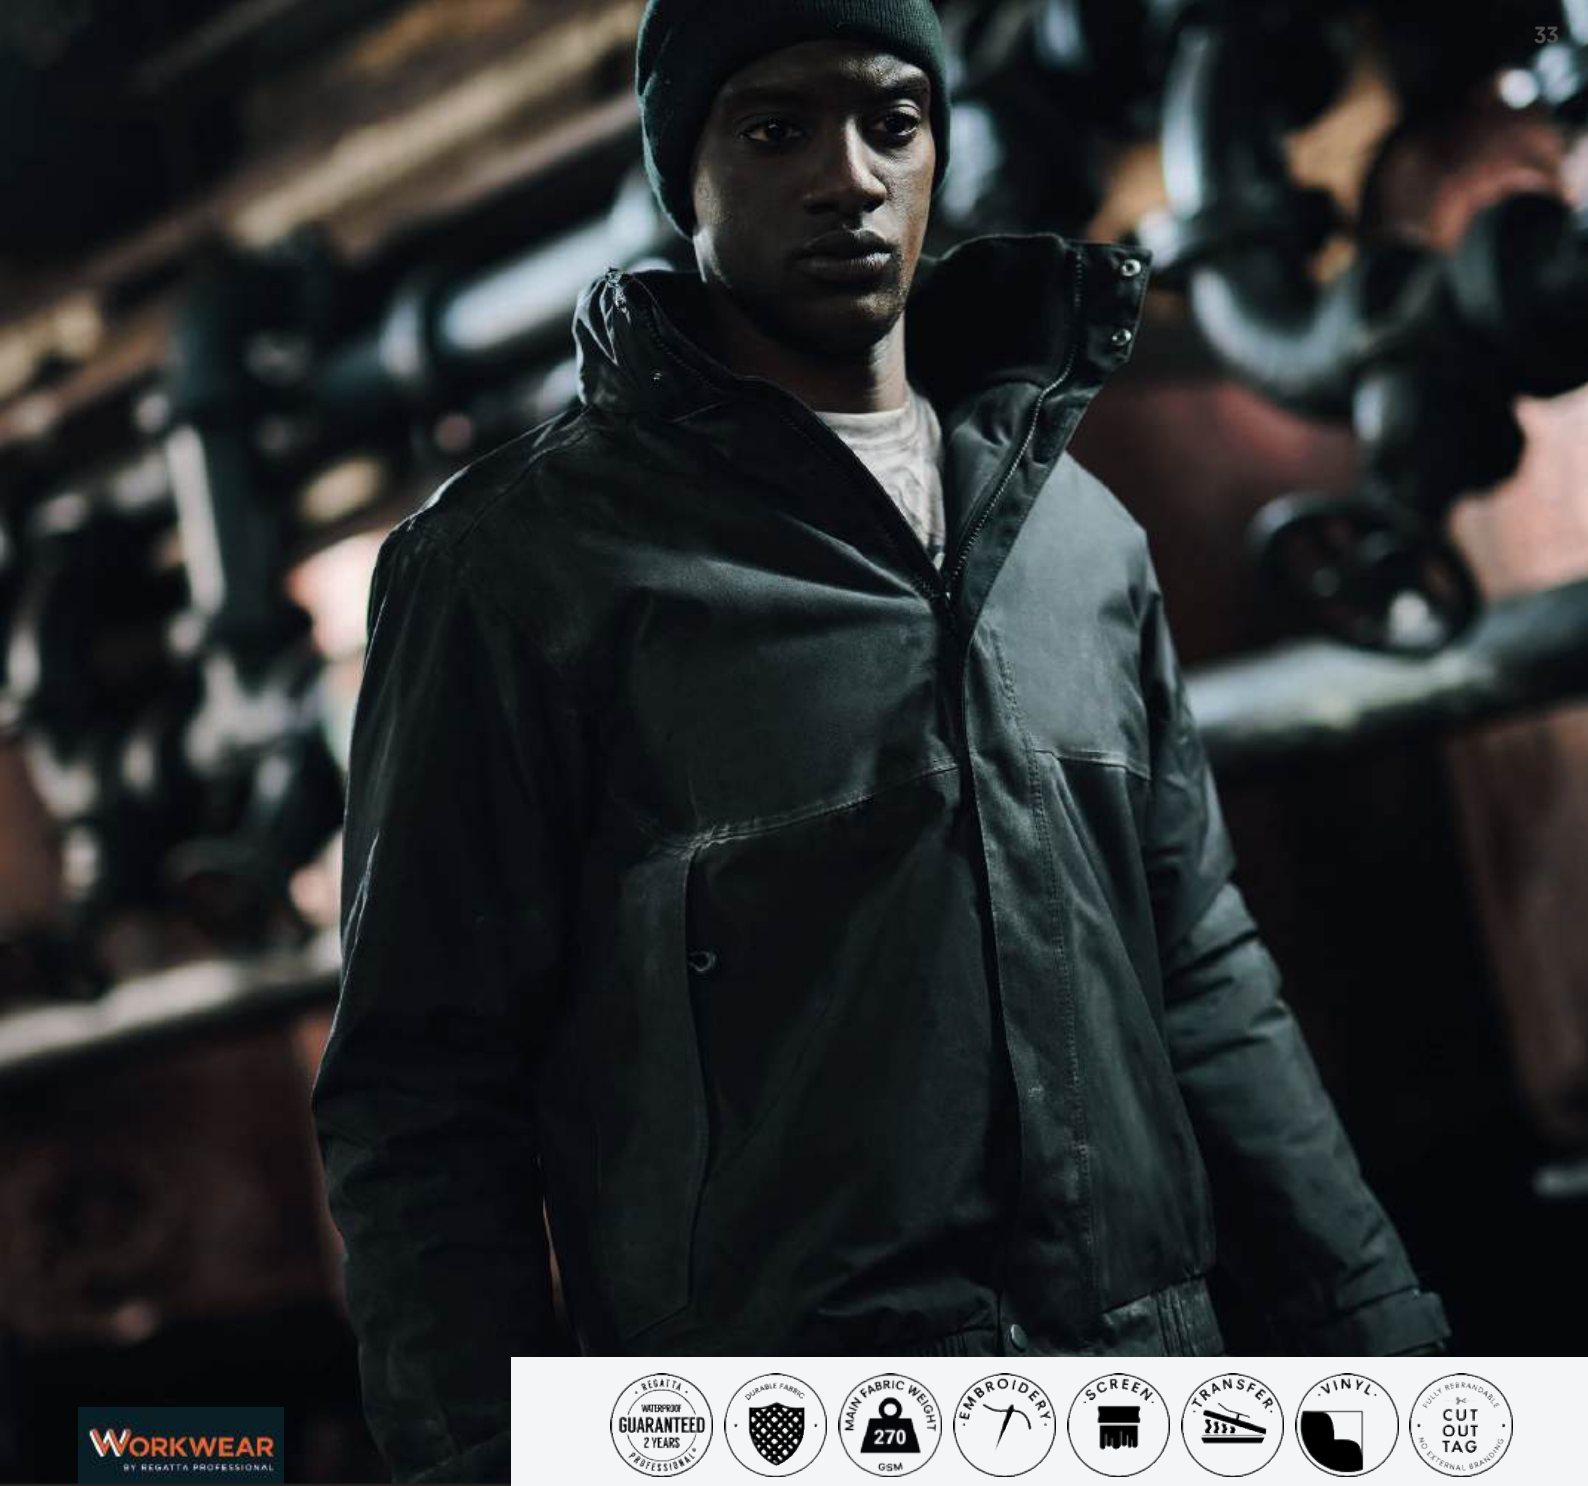 33
WORKWEAR
BY REGATTA PROFESSIONAL
· REGATTA ·
WATERPROOF
GUARANTEED
2 YEARS
PROFESSIONAL
DURABLE FABRIC
MAIN FABRIC WEIGHT
270
GSM
· EMBROIDERY ·
· SCREEN ·
· TRANSFER ·
· VINYL ·
FULLY REBRANDABLE
CUT
OUT
TAG
NO EXTERNAL BRANDING